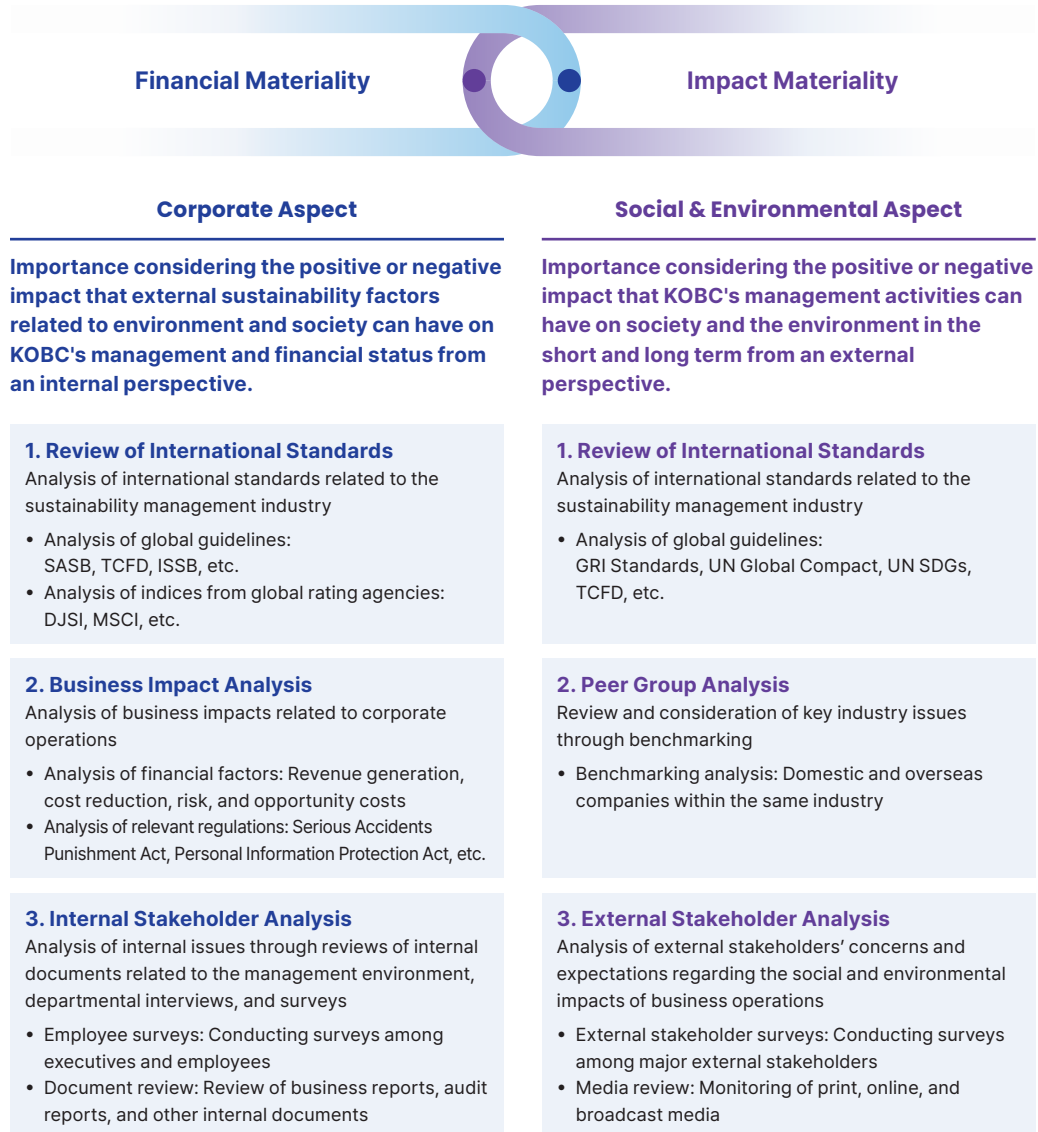 Financial Materiality
Impact Materiality
Corporate Aspect
Importance considering the positive or negative
impact that external sustainability factors
related to environment and society can have on
KOBC's management and financial status from
an internal perspective.
1. Review of International Standards
Analysis of international standards related to the
sustainability management industry
• Analysis of global guidelines:
SASB, TCFD, ISSB, etc.
• Analysis of indices from global rating agencies:
DJSI, MSCI, etc.
2. Business Impact Analysis
Analysis of business impacts related to corporate
operations
• Analysis of financial factors: Revenue generation,
cost reduction, risk, and opportunity costs
• Analysis of relevant regulations: Serious Accidents
Punishment Act, Personal Information Protection Act, etc.
3. Internal Stakeholder Analysis
Analysis of internal issues through reviews of internal
documents related to the management environment,
departmental interviews, and surveys
• Employee surveys: Conducting surveys among
executives and employees
• Document review: Review of business reports, audit
reports, and other internal documents
Social & Environmental Aspect
Importance considering the positive or negative
impact that KOBC's management activities can
have on society and the environment in the
short and long term from an external
perspective.
1. Review of International Standards
Analysis of international standards related to the
sustainability management industry
• Analysis of global guidelines:
GRI Standards, UN Global Compact, UN SDGs,
TCFD, etc.
2. Peer Group Analysis
Review and consideration of key industry issues
through benchmarking
• Benchmarking analysis: Domestic and overseas
companies within the same industry
3. External Stakeholder Analysis
Analysis of external stakeholders’ concerns and
expectations regarding the social and environmental
impacts of business operations
• External stakeholder surveys: Conducting surveys
among major external stakeholders
• Media review: Monitoring of print, online, and
broadcast media